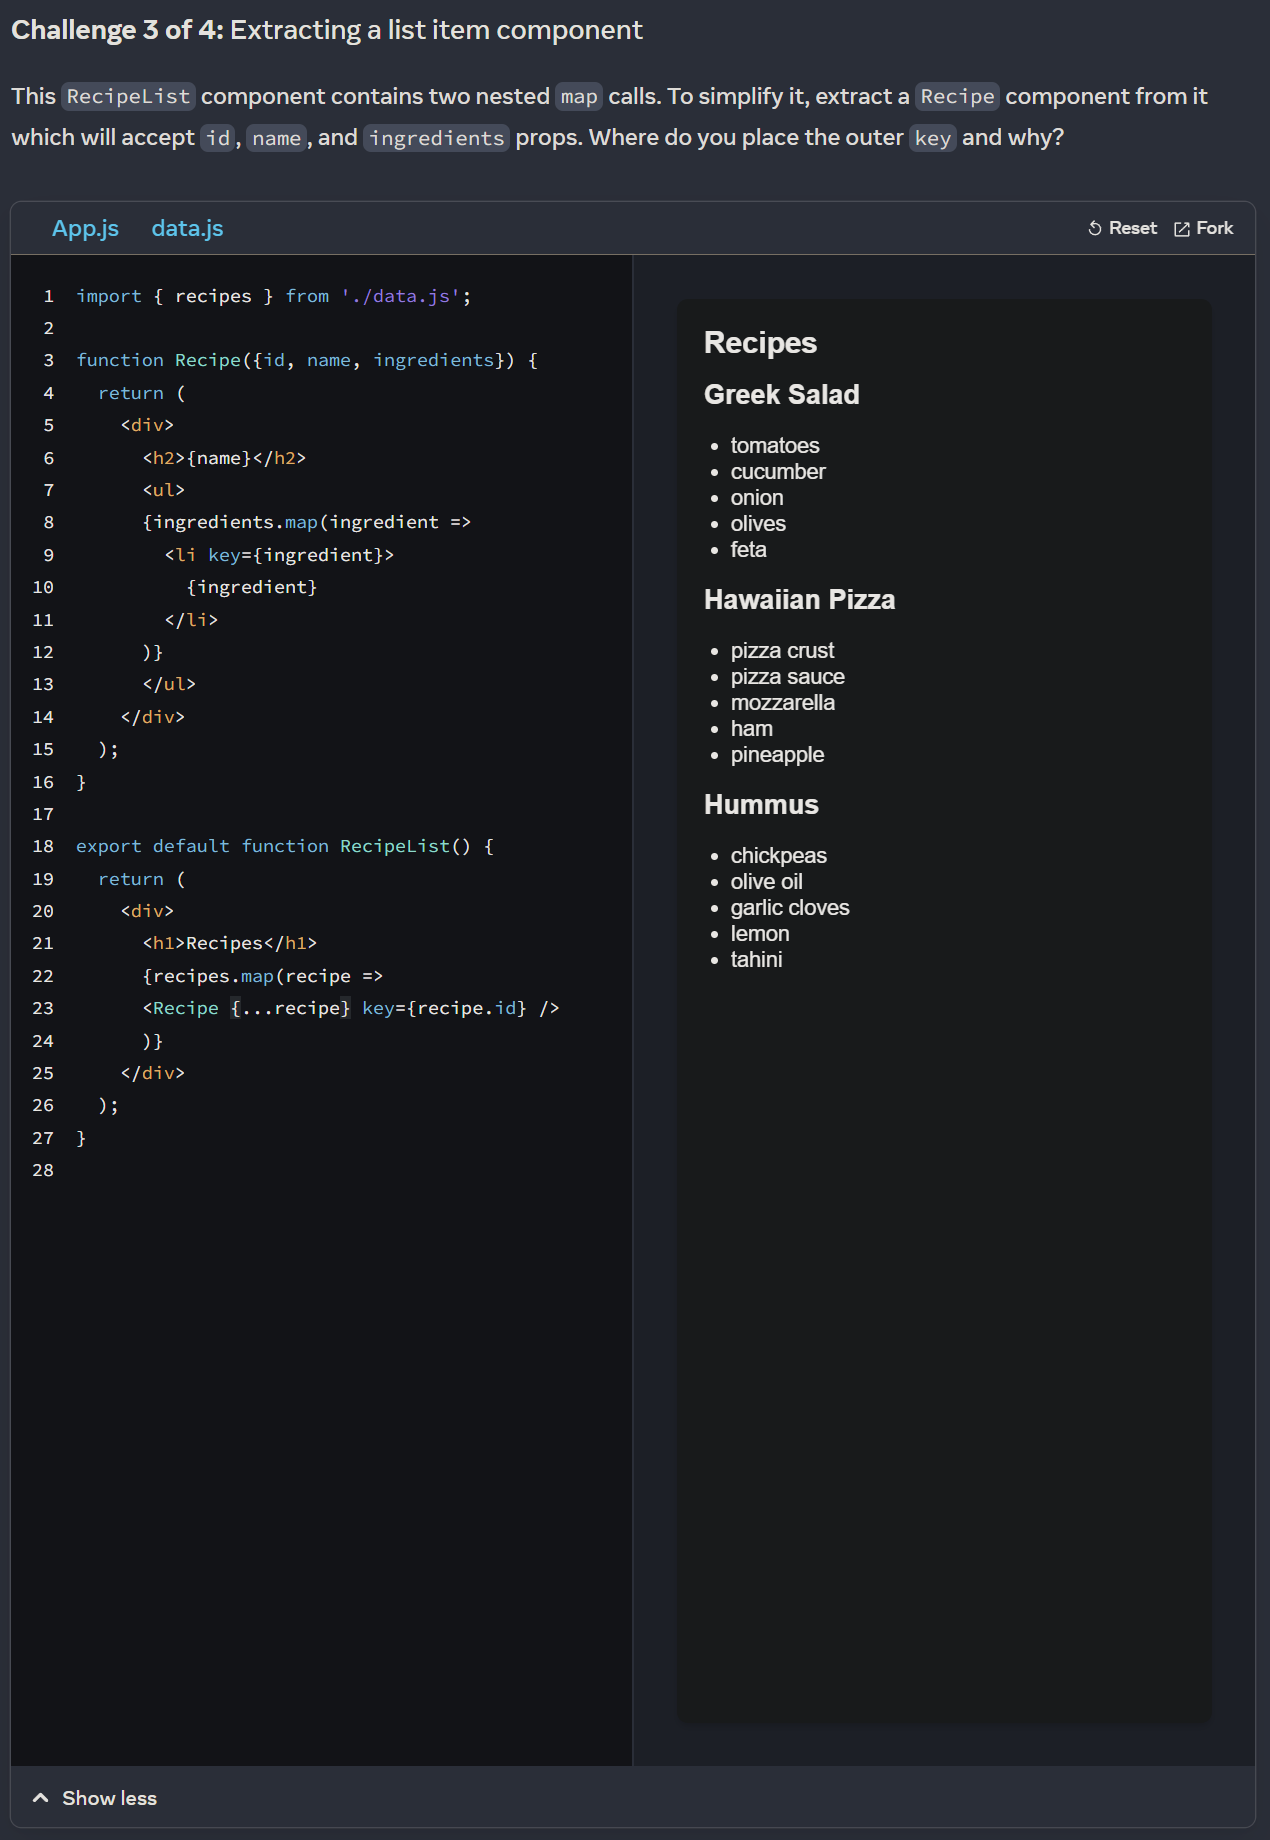 Challenge 3 of 4: Extracting a list item component
This RecipeList component contains two nested map calls. To simplify it, extract a Recipe component from it
which will accept id, name, and ingredients props. Where do you place the outer key and why?
App.js data.js Reset Fork
1 import { recipes } from './data.js';
2
3 function Recipe({id, name, ingredients}) {
4   return (
5     <div>
6       <h2>{name}</h2>
7       <ul>
8       {ingredients.map(ingredient =>
9         <li key={ingredient}>
10           {ingredient}
11         </li>
12       )}
13       </ul>
14     </div>
15   );
16 }
17
18 export default function RecipeList() {
19   return (
20     <div>
21       <h1>Recipes</h1>
22       {recipes.map(recipe =>
23       <Recipe {...recipe} key={recipe.id} />
24       )}
25     </div>
26   );
27 }
28
Recipes
Greek Salad
• tomatoes
• cucumber
• onion
• olives
• feta
Hawaiian Pizza
• pizza crust
• pizza sauce
• mozzarella
• ham
• pineapple
Hummus
• chickpeas
• olive oil
• garlic cloves
• lemon
• tahini
Show less